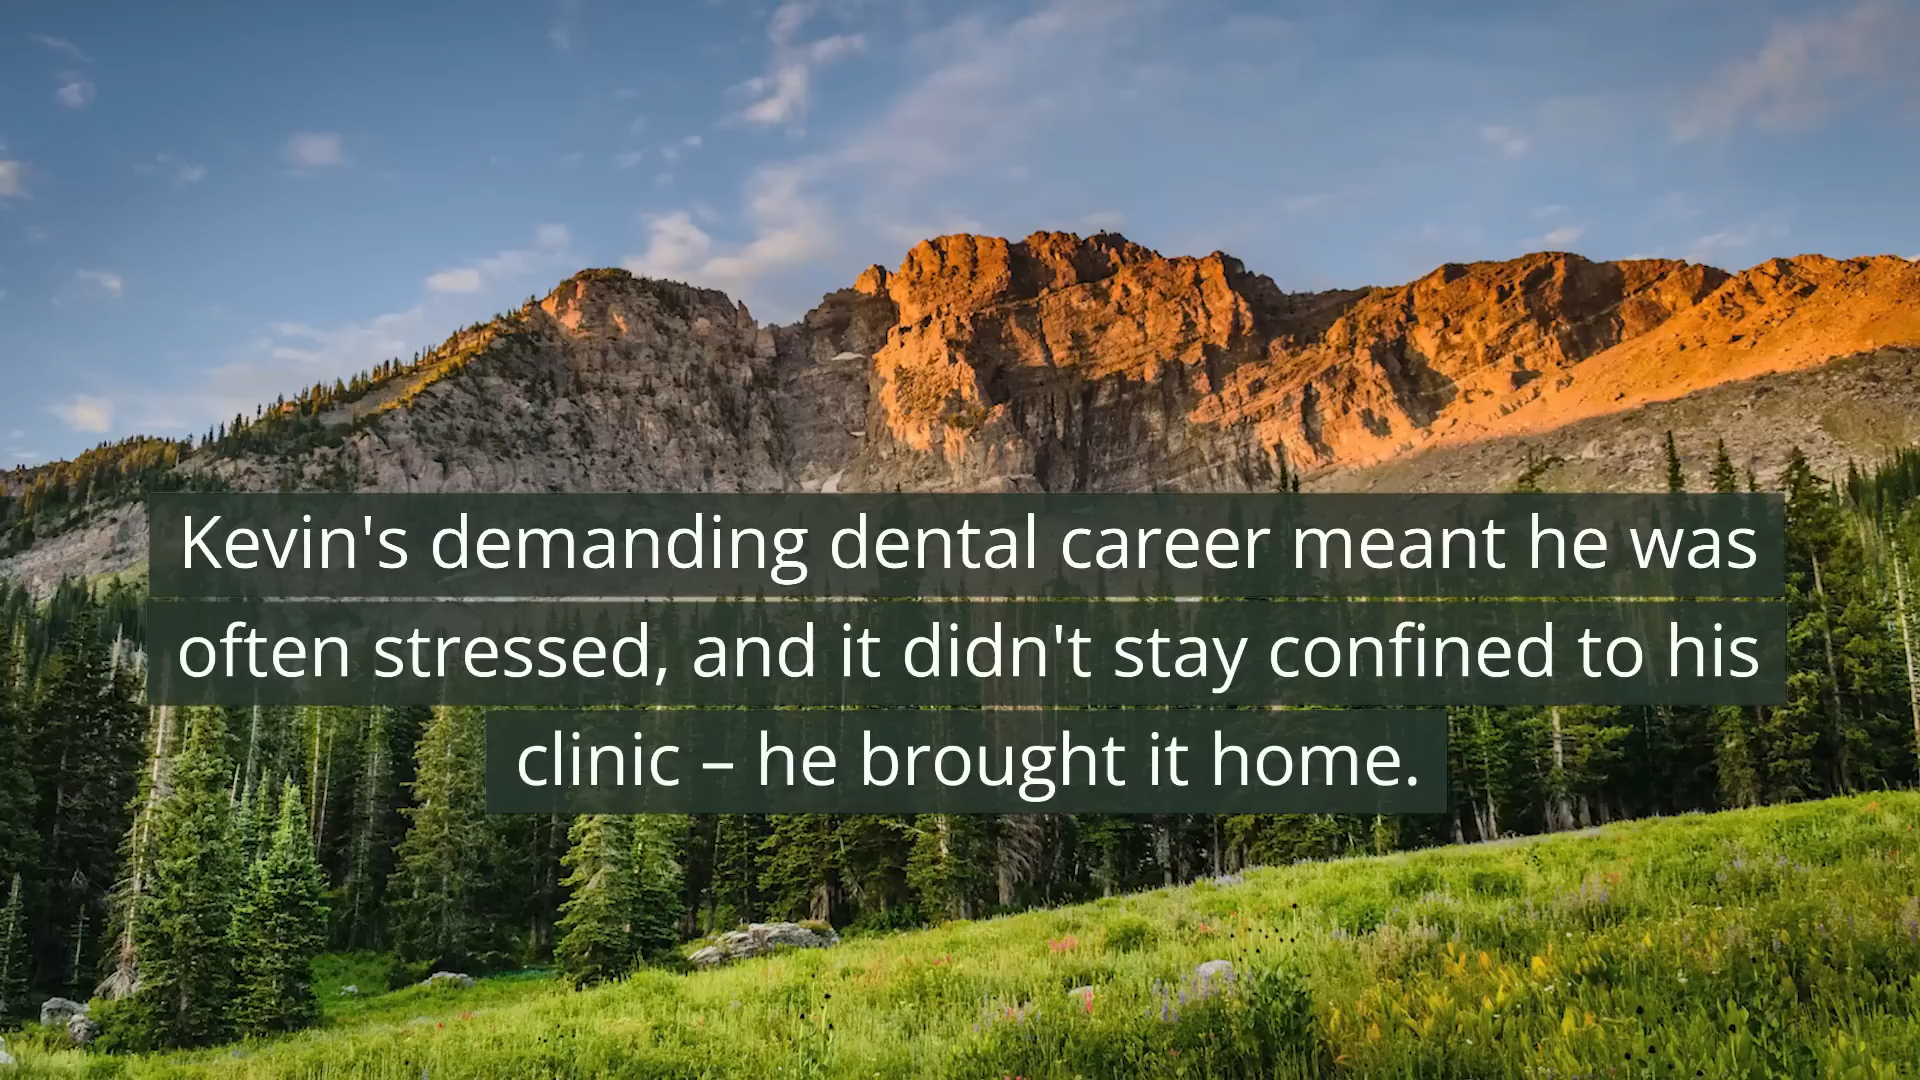 Kevin's demanding dental career meant he was
often stressed, and it didn't stay confined to his
clinic – he brought it home.